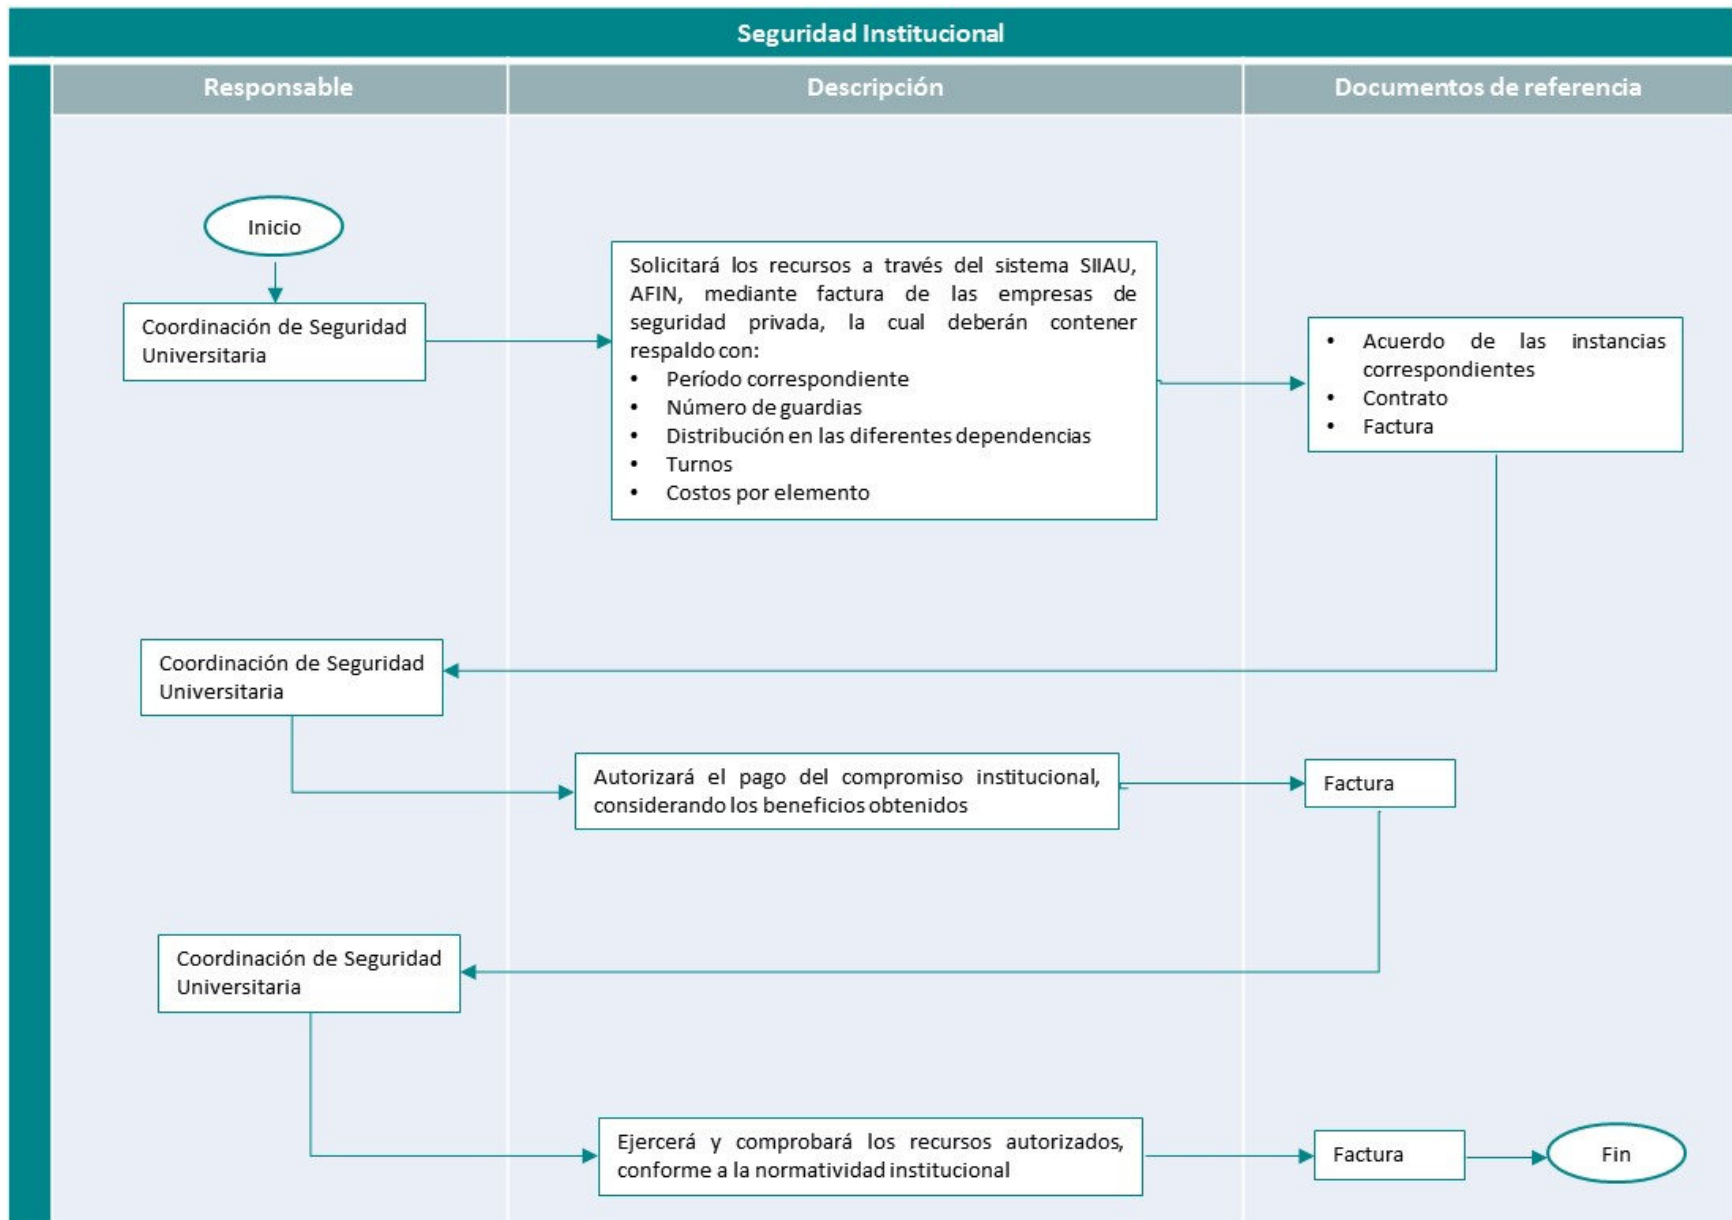 Seguridad Institucional
Responsable
Descripción
Documentos de referencia
Inicio
Coordinación de Seguridad
Universitaria
Solicitará los recursos a través del sistema SIIAU,
AFIN, mediante factura de las empresas de
seguridad privada, la cual deberán contener
respaldo con:
• Período correspondiente
• Número de guardias
• Distribución en las diferentes dependencias
• Turnos
• Costos por elemento
• Acuerdo de las instancias
correspondientes
• Contrato
• Factura
Coordinación de Seguridad
Universitaria
Autorizará el pago del compromiso institucional,
considerando los beneficios obtenidos
Factura
Coordinación de Seguridad
Universitaria
Ejercerá y comprobará los recursos autorizados,
conforme a la normatividad institucional
Factura
Fin